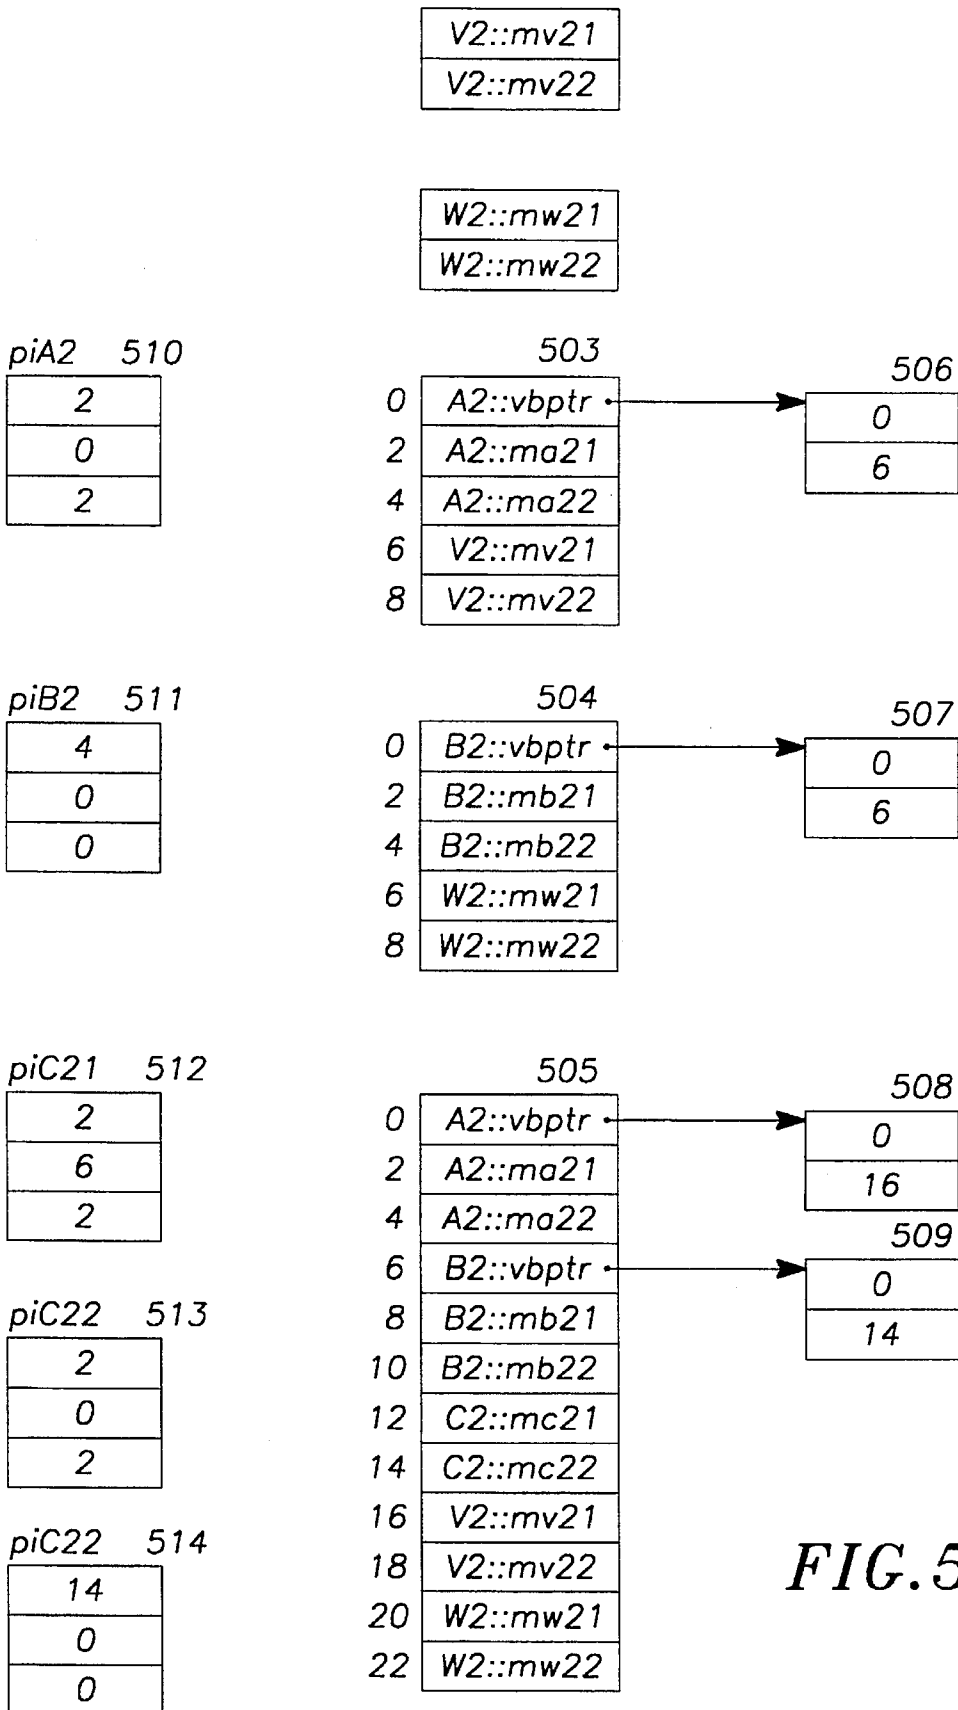 V2::mv21
V2::mv22
W2::mw21
W2::mw22
piA2 510
2
0
2
503
0 A2::vbptr
2 A2::ma21
4 A2::ma22
6 V2::mv21
8 V2::mv22
506
0
6
piB2 511
4
0
0
504
0 B2::vbptr
2 B2::mb21
4 B2::mb22
6 W2::mw21
8 W2::mw22
507
0
6
piC21 512
2
6
2
piC22 513
2
0
2
piC22 514
14
0
0
505
0 A2::vbptr
2 A2::ma21
4 A2::ma22
6 B2::vbptr
8 B2::mb21
10 B2::mb22
12 C2::mc21
14 C2::mc22
16 V2::mv21
18 V2::mv22
20 W2::mw21
22 W2::mw22
508
0
16
509
0
14
FIG.5